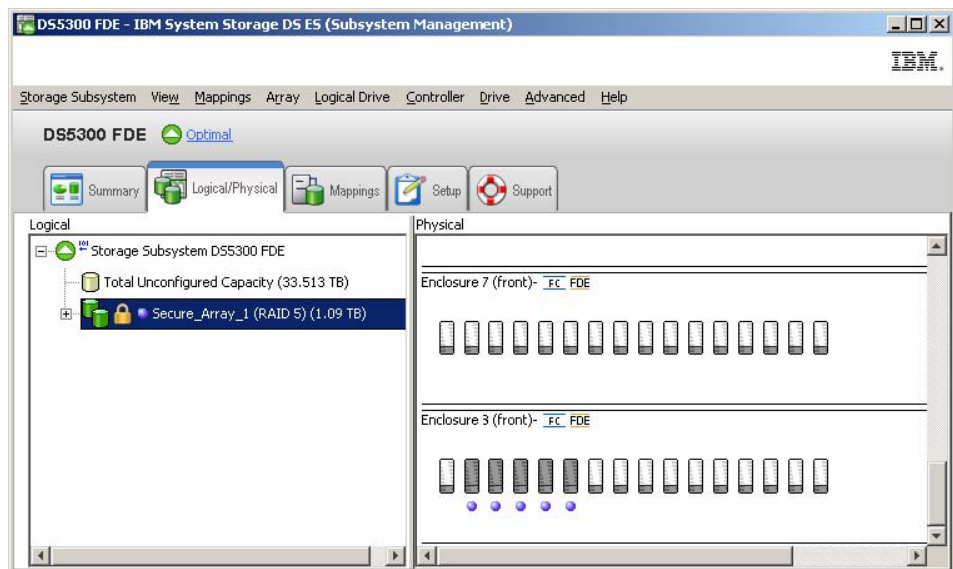 DS5300 FDE - IBM System Storage DS ES (Subsystem Management)
IBM.
Storage Subsystem View Mappings Array Logical Drive Controller Drive Advanced Help
DS5300 FDE Optimal
Summary Logical/Physical Mappings Setup Support
Logical
Storage Subsystem DS5300 FDE
Total Unconfigured Capacity (33.513 TB)
Secure_Array_1 (RAID 5) (1.09 TB)
Physical
Enclosure 7 (front)- FC FDE
Enclosure 3 (front)- FC FDE